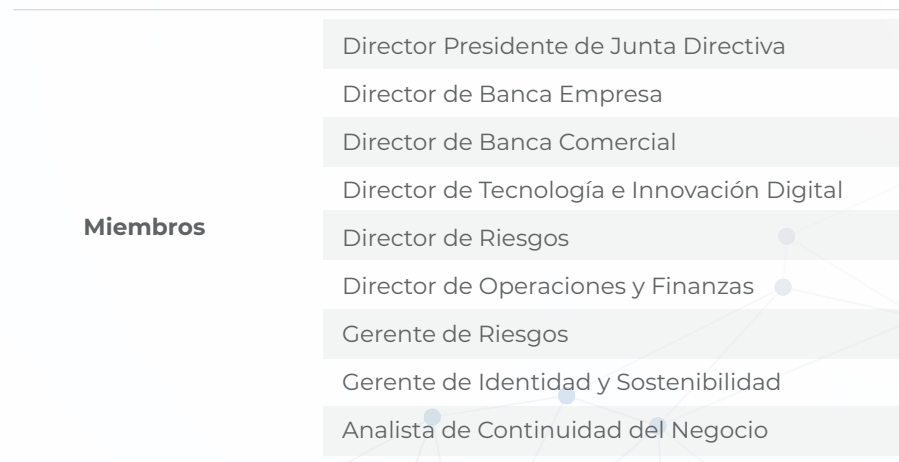 Director Presidente de Junta Directiva
Director de Banca Empresa
Director de Banca Comercial
Director de Tecnología e Innovación Digital
Miembros
Director de Riesgos
Director de Operaciones y Finanzas
Gerente de Riesgos
Gerente de Identidad y Sostenibilidad
Analista de Continuidad del Negocio